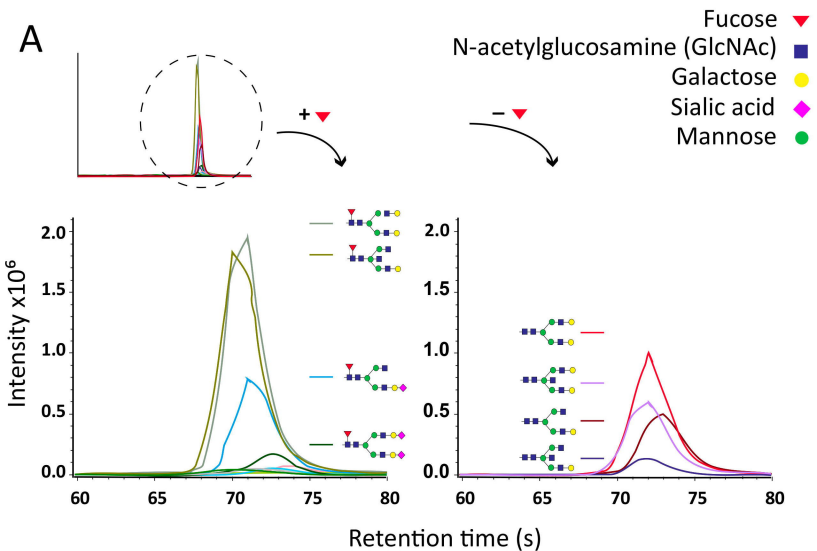 A
Fucose
N-acetylglucosamine (GlcNAc)
Galactose
Sialic acid
Mannose
+
−
Intensity x10⁶
2.0
1.5
1.0
0.5
0.0
60
65
70
75
80
2.0
1.5
1.0
0.5
0.0
60
65
70
75
80
Retention time (s)